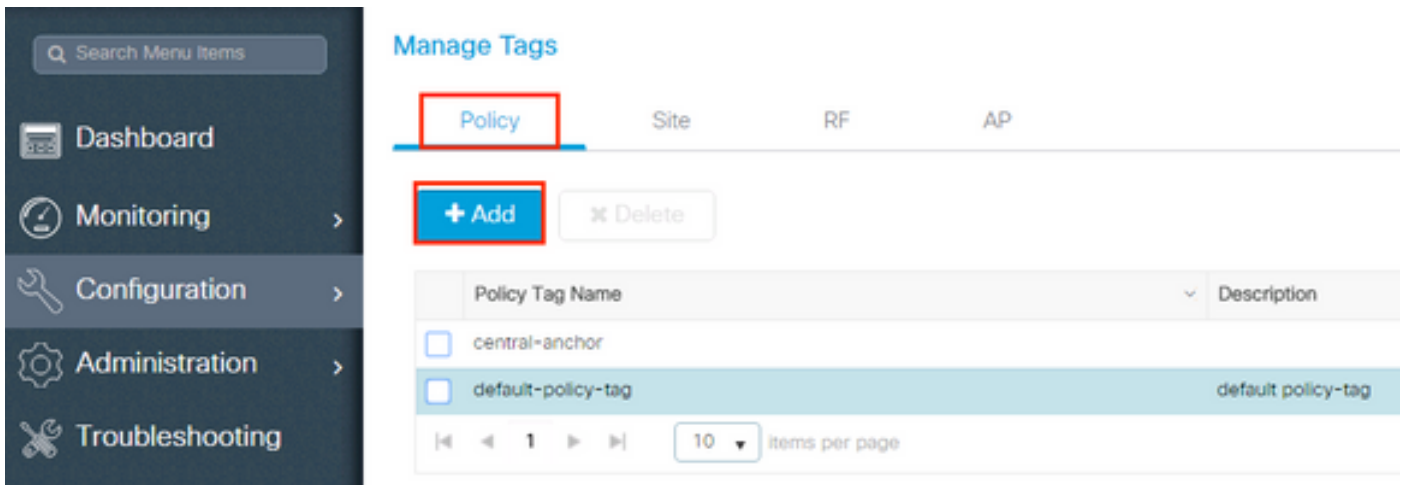 Search Menu Items
Dashboard
Monitoring
Configuration
Administration
Troubleshooting
Manage Tags
Policy Site RF AP
+ Add ✖ Delete
Policy Tag Name Description
central-anchor
default-policy-tag default policy-tag
1 10 items per page